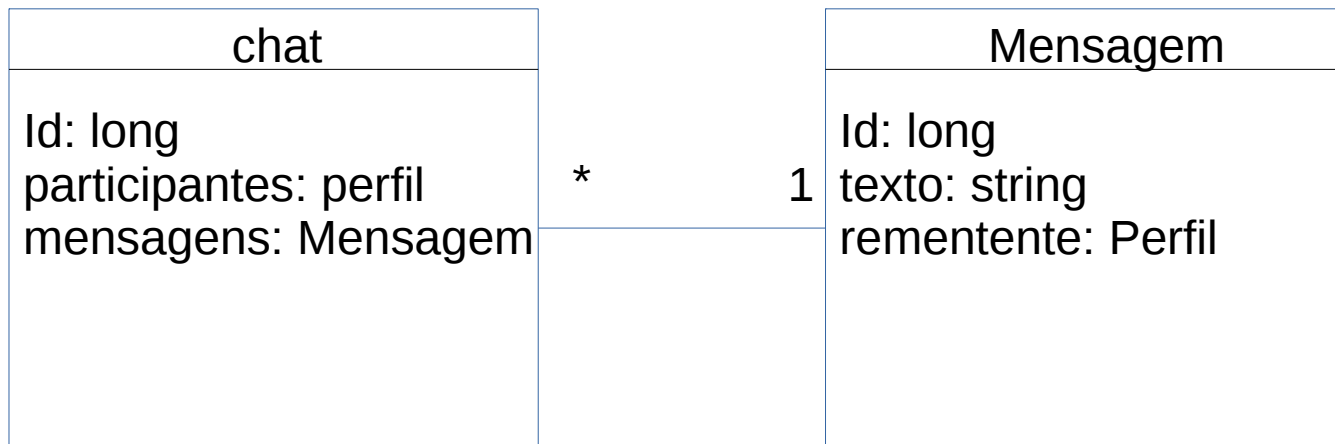 chat
Id: long
participantes: perfil
mensagens: Mensagem
*
1
Mensagem
Id: long
texto: string
rementente: Perfil